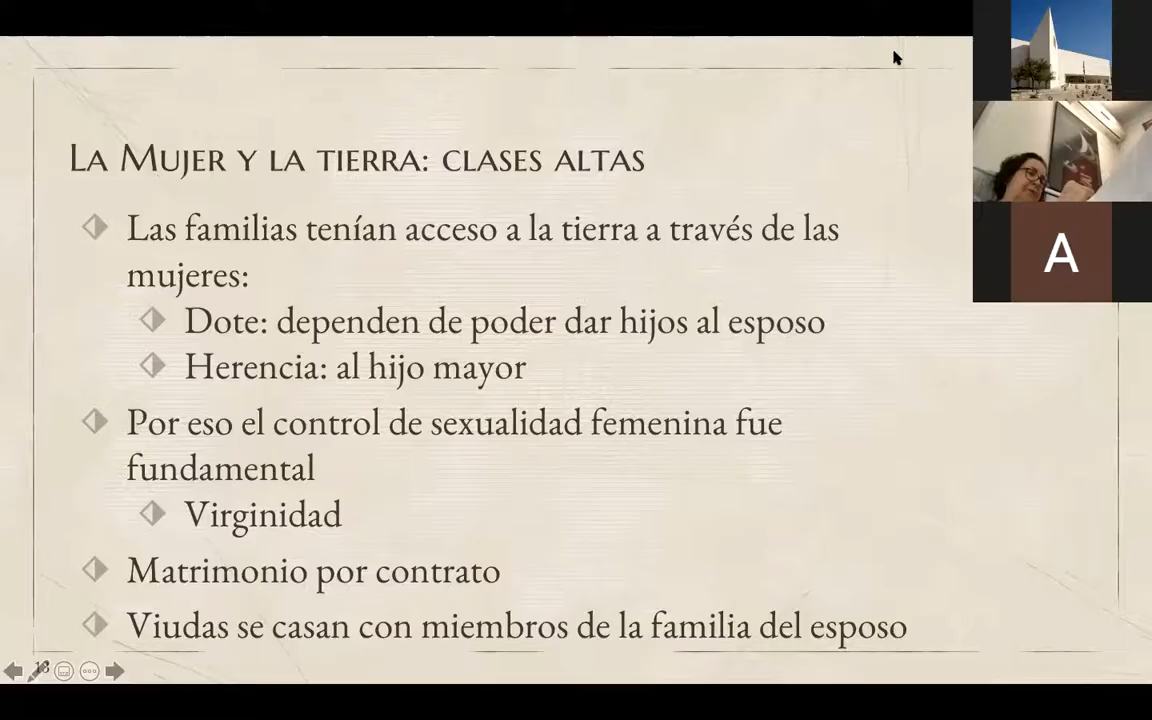 La Mujer y la tierra: clases altas
Las familias tenían acceso a la tierra a través de las
mujeres:
Dote: dependen de poder dar hijos al esposo
Herencia: al hijo mayor
Por eso el control de sexualidad femenina fue
fundamental
Virginidad
Matrimonio por contrato
Viudas se casan con miembros de la familia del esposo
13
A